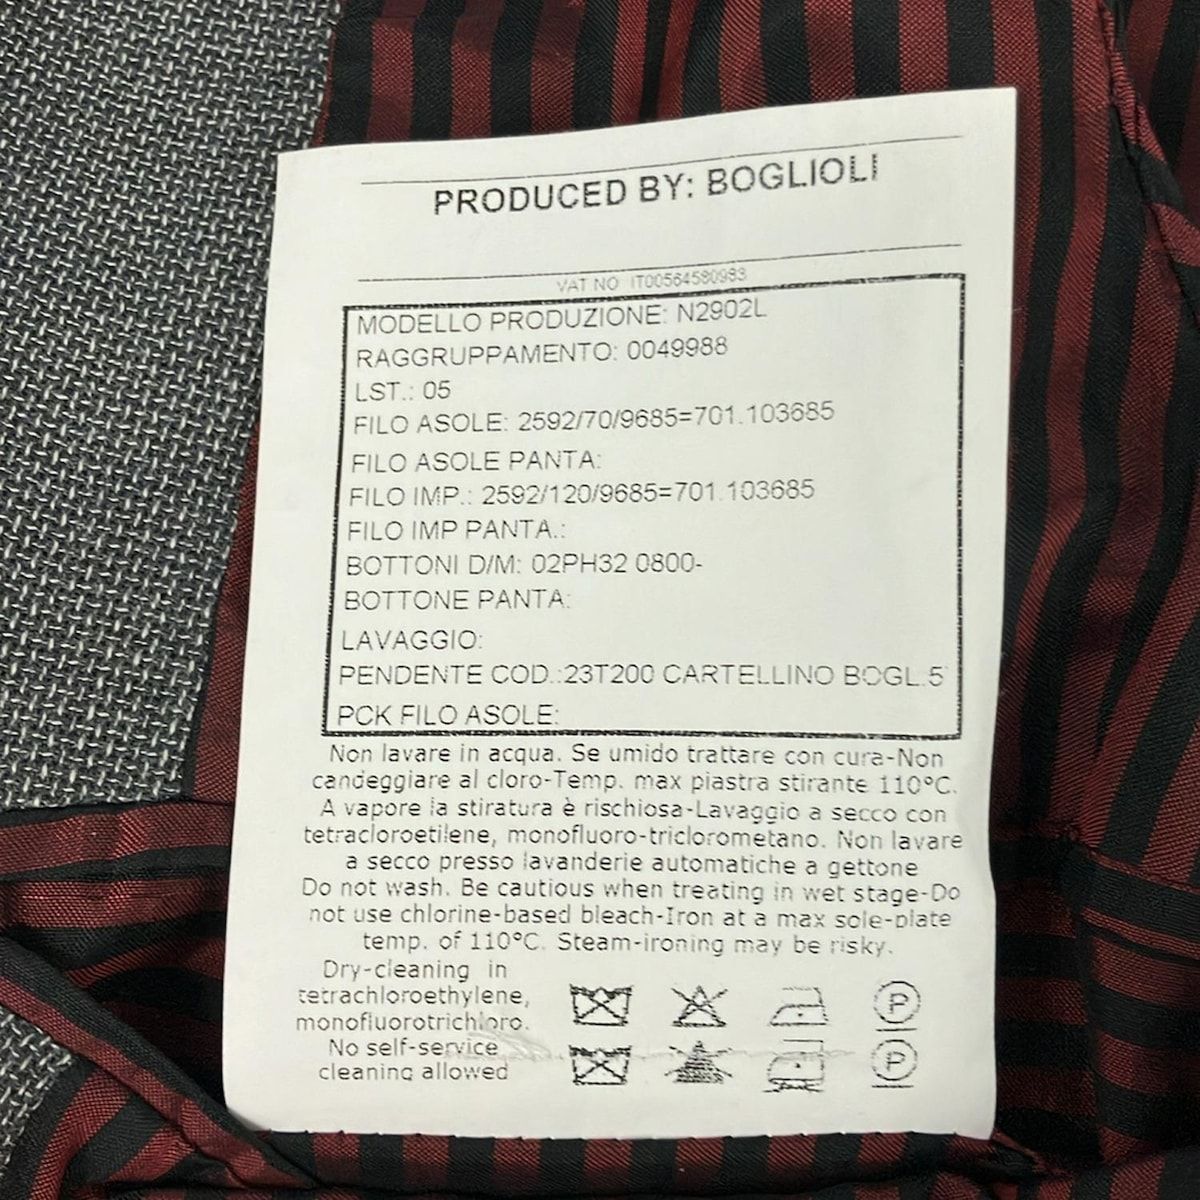 PRODUCED BY: BOGLIOLI
VAT NO IT00564580983
MODELLO PRODUZIONE: N2902L
RAGGRUPPAMENTO: 0049988
LST.: 05
FILO ASOLE: 2592/70/9685=701.103685
FILO ASOLE PANTA:
FILO IMP.: 2592/120/9685=701.103685
FILO IMP PANTA.:
BOTTONI D/M: 02PH32 0800-
BOTTONE PANTA:
LAVAGGIO:
PENDENTE COD.:23T200 CARTELLINO BOGL.5
PCK FILO ASOLE:
Non lavare in acqua. Se umido trattare con cura-Non
candeggiare al cloro-Temp. max piastra stirante 110°C.
A vapore la stiratura è rischiosa-Lavaggio a secco con
tetracloroetilene, monofluoro-triclorometano. Non lavare
a secco presso lavanderie automatiche a gettone
Do not wash. Be cautious when treating in wet stage-Do
not use chlorine-based bleach-Iron at a max sole-plate
temp. of 110°C. Steam-ironing may be risky.
Dry-cleaning in
tetrachloroethylene,
monofluorotrichloro.
No self-service
cleaning allowed
P
P